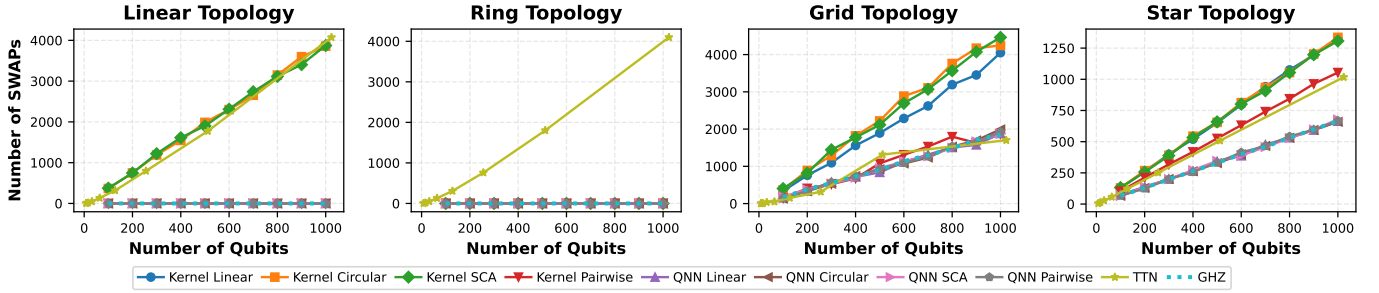 Linear Topology
Ring Topology
Grid Topology
Star Topology
Number of SWAPs
4000
3000
2000
1000
0
0 200 400 600 800 1000
Number of Qubits
4000
3000
2000
1000
0
0 200 400 600 800 1000
Number of Qubits
4000
3000
2000
1000
0
0 200 400 600 800 1000
Number of Qubits
1250
1000
750
500
250
0
0 200 400 600 800 1000
Number of Qubits
Kernel Linear Kernel Circular Kernel SCA Kernel Pairwise QNN Linear QNN Circular QNN SCA QNN Pairwise TTN GHZ